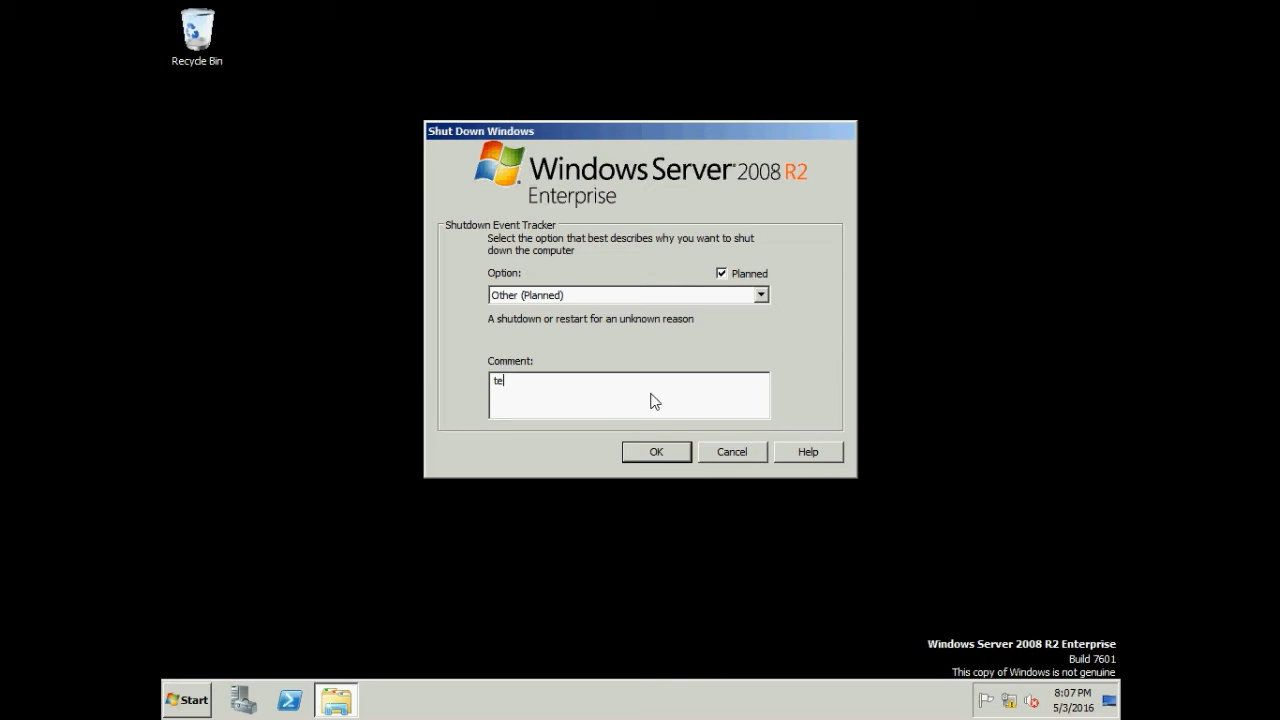 Recycle Bin
Shut Down Windows
Windows Server 2008 R2
Enterprise
Shutdown Event Tracker
Select the option that best describes why you want to shut
down the computer
Option:
Planned
Other (Planned)
A shutdown or restart for an unknown reason
Comment:
te
OK
Cancel
Help
Windows Server 2008 R2 Enterprise
Build 7601
This copy of Windows is not genuine
Start
8:07 PM
5/3/2016